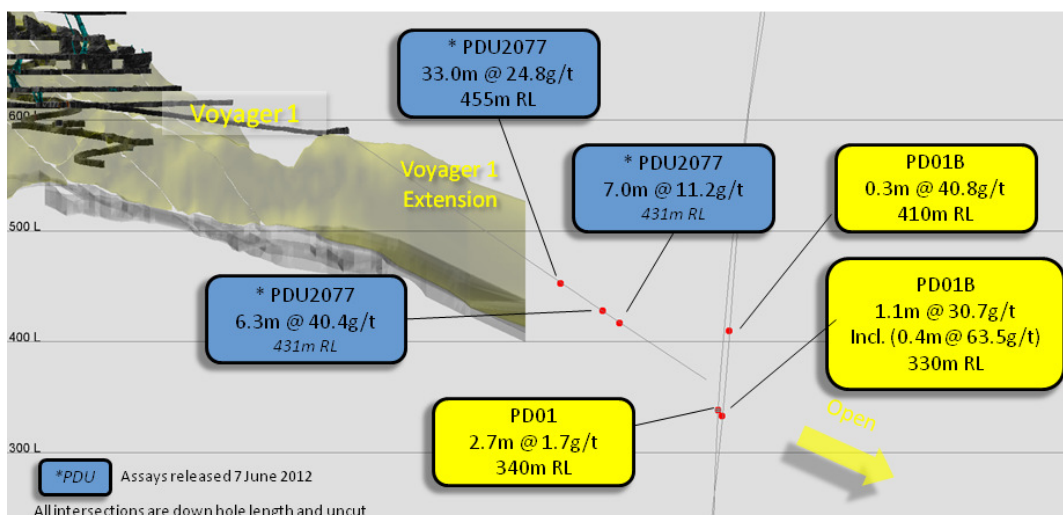 * PDU2077
33.0m @ 24.8g/t
455m RL
Voyager 1
600 L
* PDU2077
7.0m @ 11.2g/t
431m RL
PD01B
0.3m @ 40.8g/t
410m RL
Voyager 1
Extension
500 L
* PDU2077
6.3m @ 40.4g/t
431m RL
PD01B
1.1m @ 30.7g/t
Incl. (0.4m @ 63.5g/t)
330m RL
400 L
PD01
2.7m @ 1.7g/t
340m RL
Open
300 L
*PDU
Assays released 7 June 2012
All intersections are down hole length and uncut